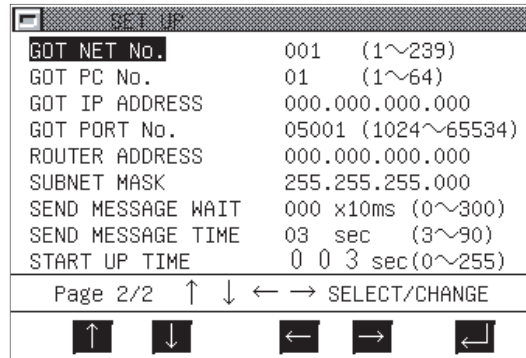 SET UP
GOT NET No. 001 (1～239)
GOT PC No. 01 (1～64)
GOT IP ADDRESS 000.000.000.000
GOT PORT No. 05001 (1024～65534)
ROUTER ADDRESS 000.000.000.000
SUBNET MASK 255.255.255.000
SEND MESSAGE WAIT 000 x10ms (0～300)
SEND MESSAGE TIME 03 sec (3～90)
START UP TIME 0 0 3 sec(0～255)
Page 2/2 ↑ ↓ ← → SELECT/CHANGE
↑ ↓ ← → ↵